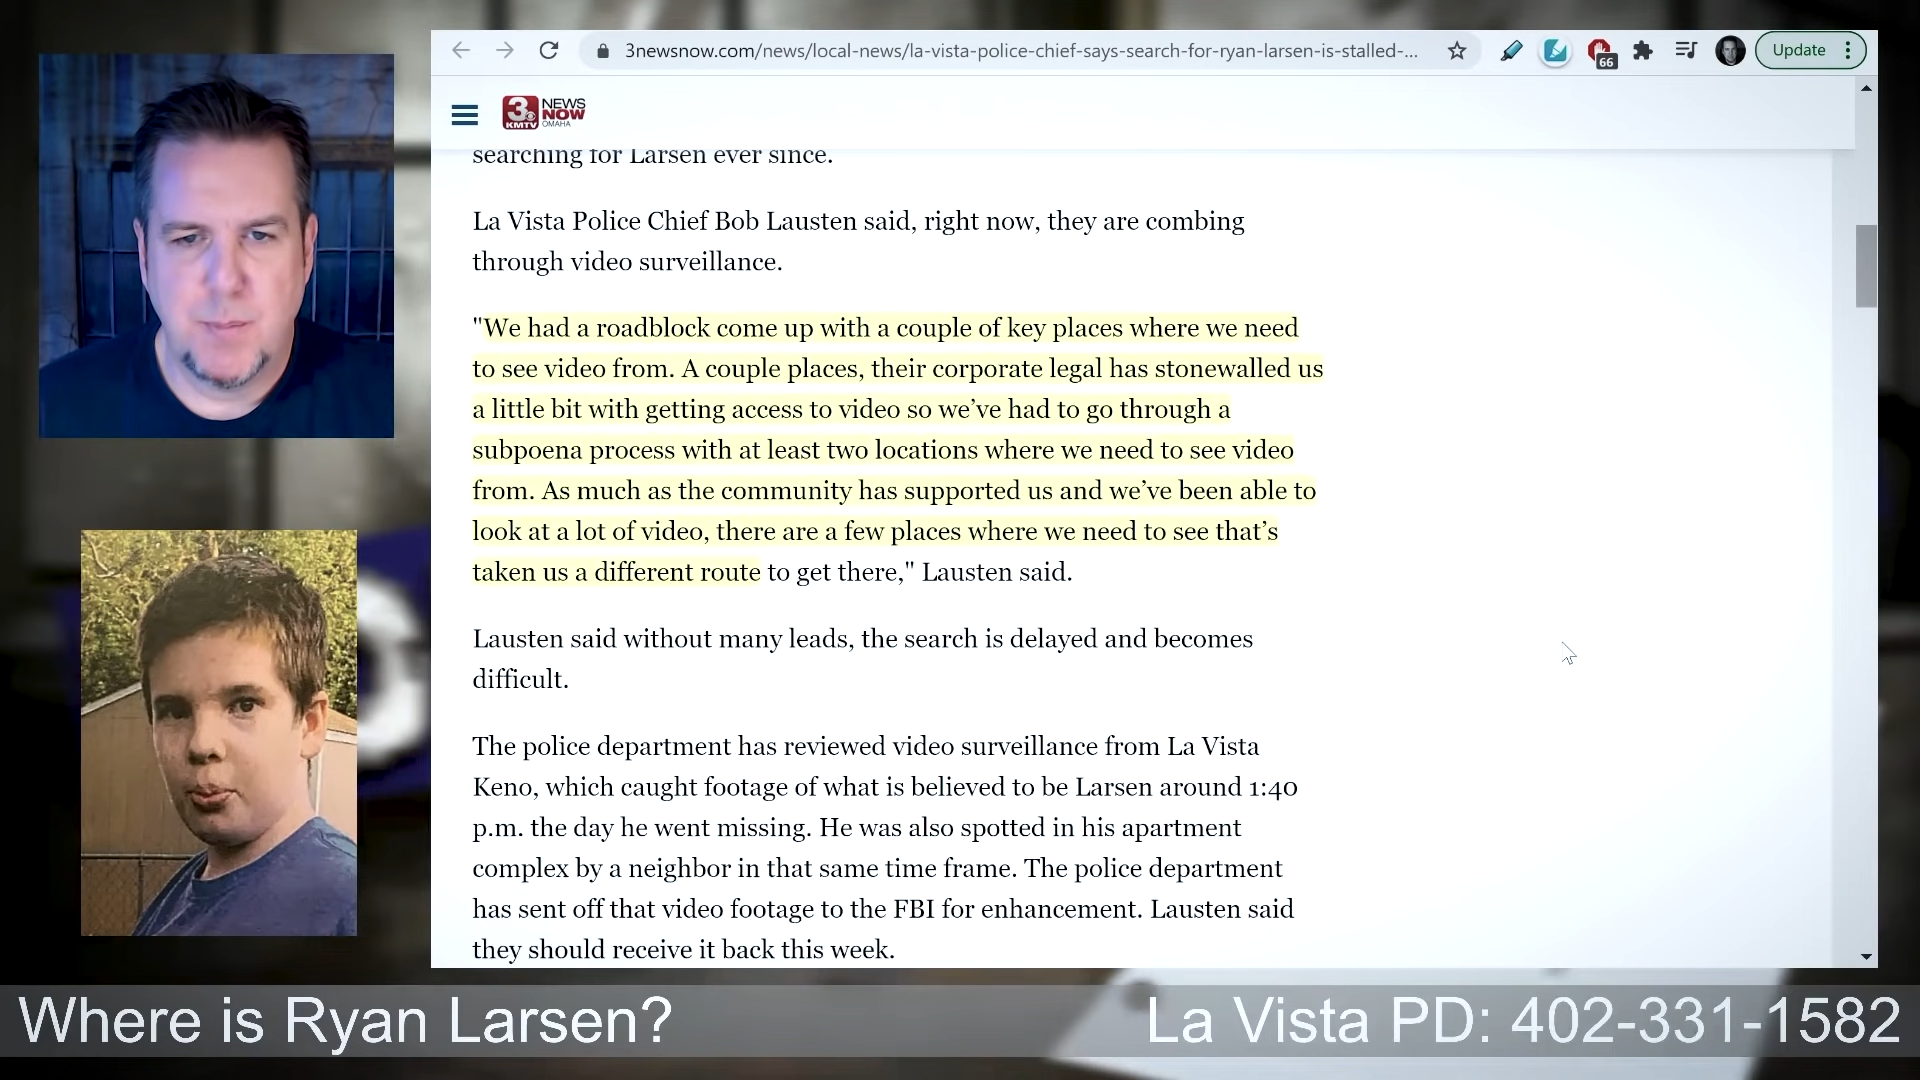 3newsnow.com/news/local-news/la-vista-police-chief-says-search-for-ryan-larsen-is-stalled-...
66
Update
3
KMTV
NEWS
NOW
OMAHA
searching for Larsen ever since.
La Vista Police Chief Bob Lausten said, right now, they are combing
through video surveillance.
"We had a roadblock come up with a couple of key places where we need
to see video from. A couple places, their corporate legal has stonewalled us
a little bit with getting access to video so we’ve had to go through a
subpoena process with at least two locations where we need to see video
from. As much as the community has supported us and we’ve been able to
look at a lot of video, there are a few places where we need to see that’s
taken us a different route to get there," Lausten said.
Lausten said without many leads, the search is delayed and becomes
difficult.
The police department has reviewed video surveillance from La Vista
Keno, which caught footage of what is believed to be Larsen around 1:40
p.m. the day he went missing. He was also spotted in his apartment
complex by a neighbor in that same time frame. The police department
has sent off that video footage to the FBI for enhancement. Lausten said
they should receive it back this week.
Where is Ryan Larsen?
La Vista PD: 402-331-1582